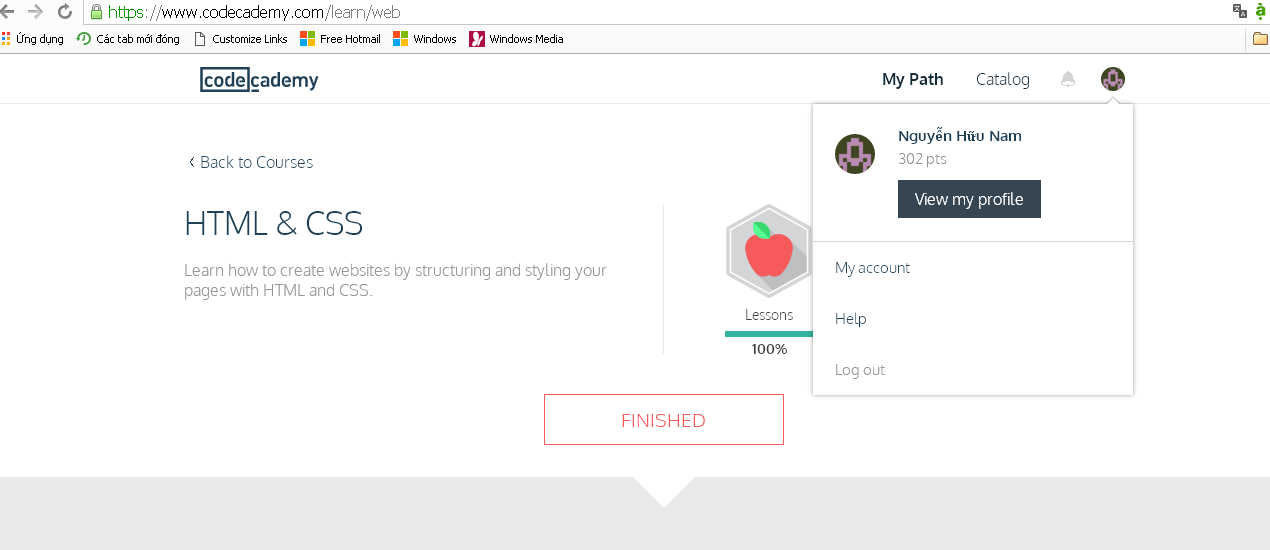 https://www.codecademy.com/learn/web
Ứng dụng Các tab mới đóng Customize Links Free Hotmail Windows Windows Media
codecademy
My Path Catalog
Nguyễn Hữu Nam
302 pts
View my profile
Back to Courses
HTML & CSS
Learn how to create websites by structuring and styling your
pages with HTML and CSS.
Lessons
100%
My account
Help
Log out
FINISHED